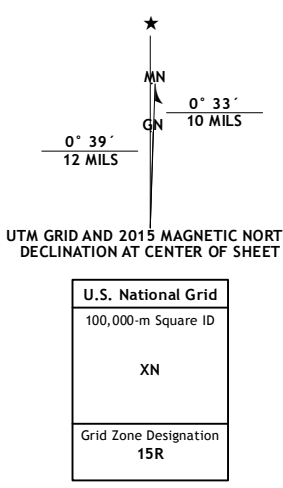 ★
MN
GN
0° 33´
10 MILS
0° 39´
12 MILS
UTM GRID AND 2015 MAGNETIC NORT
DECLINATION AT CENTER OF SHEET
U.S. National Grid
100,000-m Square ID
XN
Grid Zone Designation
15R